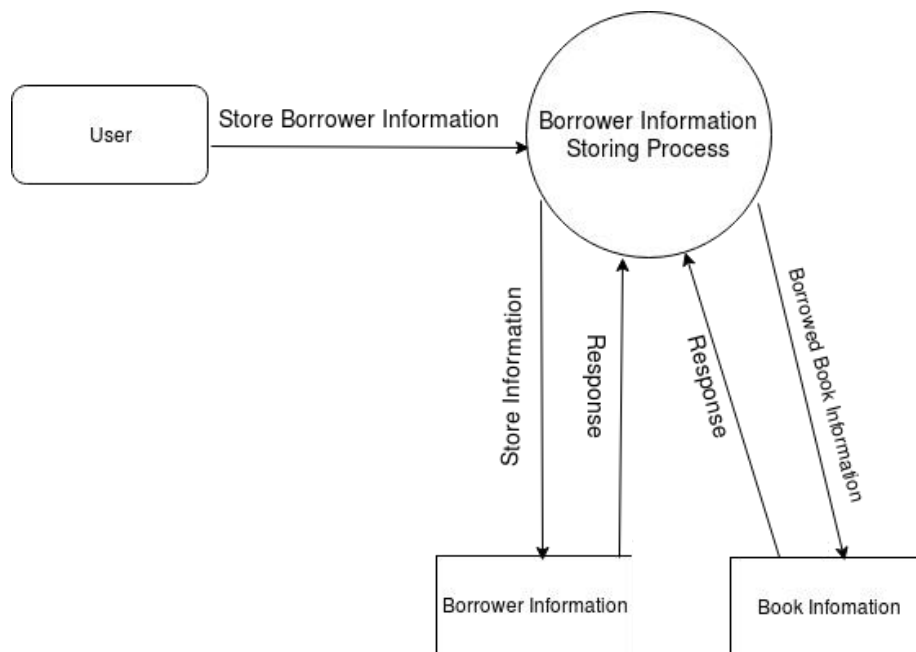 User
Store Borrower Information
Borrower Information
Storing Process
Store Information
Response
Response
Borrowed Book Information
Borrower Information
Book Infomation